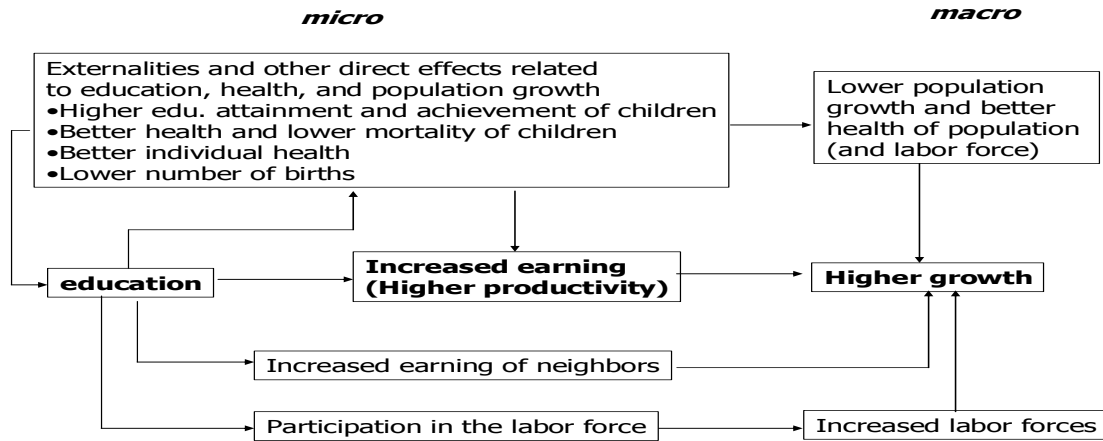 micro
macro
Externalities and other direct effects related
to education, health, and population growth
•Higher edu. attainment and achievement of children
•Better health and lower mortality of children
•Better individual health
•Lower number of births
Lower population
growth and better
health of population
(and labor force)
education
Increased earning
(Higher productivity)
Higher growth
Increased earning of neighbors
Participation in the labor force
Increased labor forces